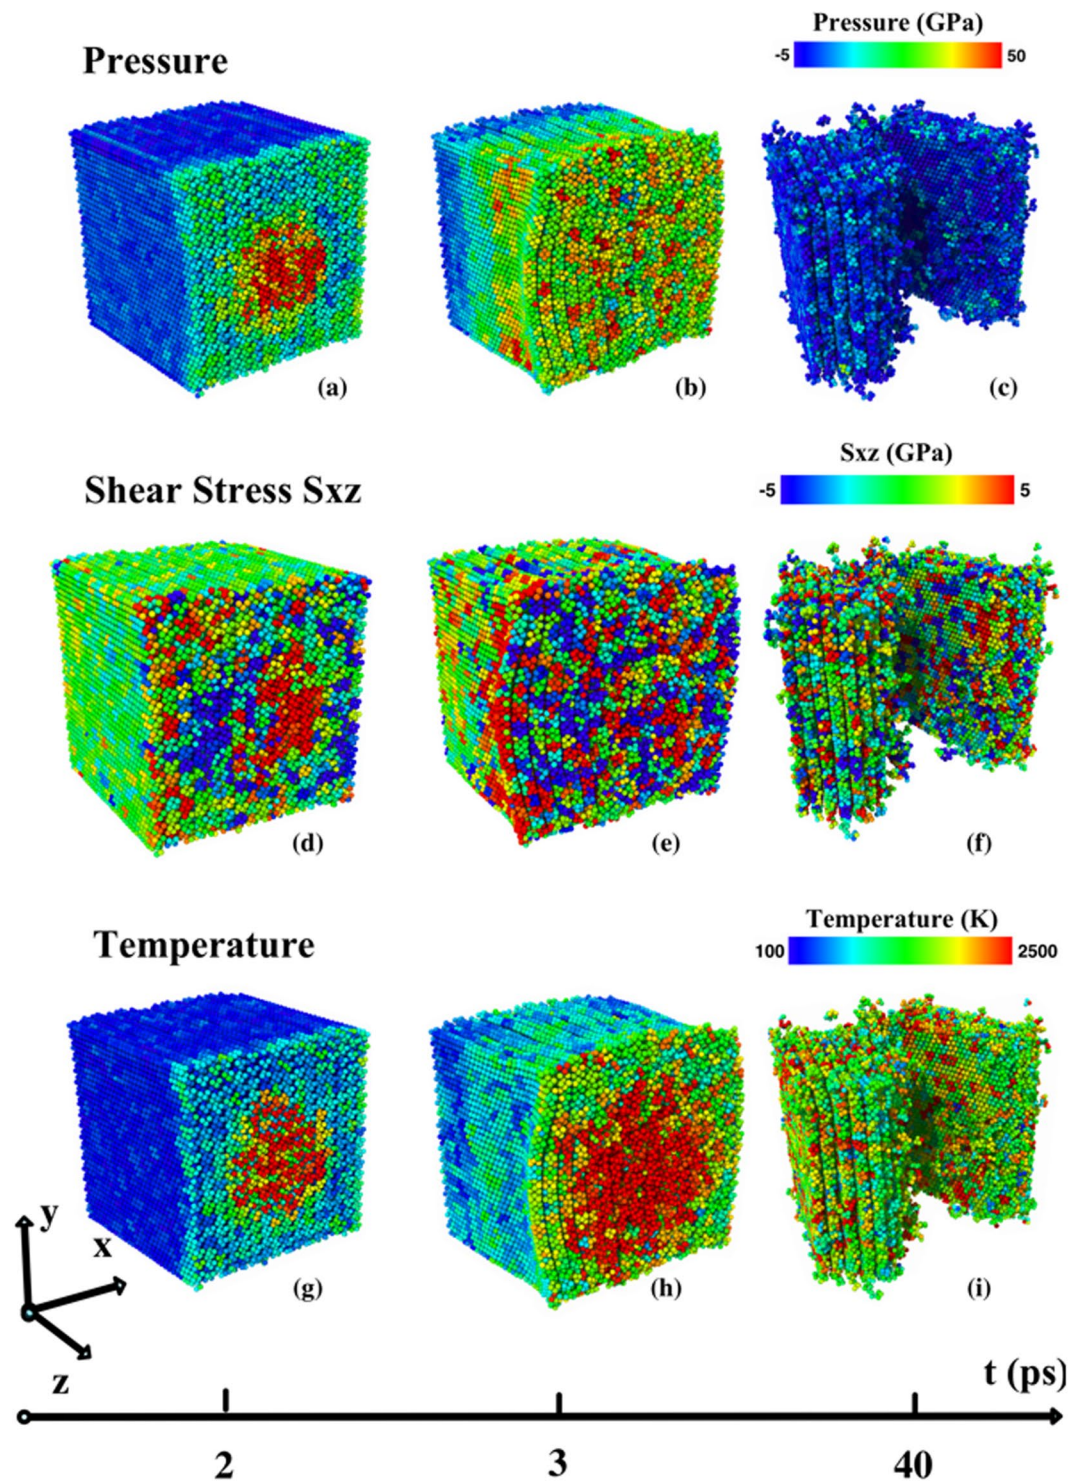 Pressure
Pressure (GPa)
-5 50
(a) (b) (c)
Shear Stress Sxz
Sxz (GPa)
-5 5
(d) (e) (f)
Temperature
Temperature (K)
100 2500
(g) (h) (i)
y
x
z
t (ps)
2 3 40